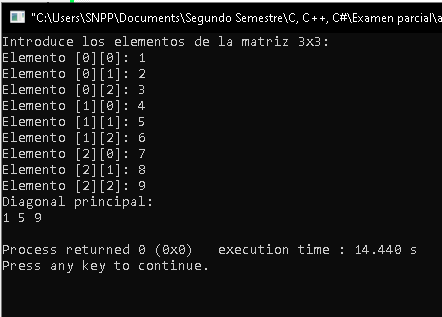 "C:\Users\SNPP\Documents\Segundo Semestre\C, C++, C#\Examen parcial\a
Introduce los elementos de la matriz 3x3:
Elemento [0][0]: 1
Elemento [0][1]: 2
Elemento [0][2]: 3
Elemento [1][0]: 4
Elemento [1][1]: 5
Elemento [1][2]: 6
Elemento [2][0]: 7
Elemento [2][1]: 8
Elemento [2][2]: 9
Diagonal principal:
1 5 9
Process returned 0 (0x0)   execution time : 14.440 s
Press any key to continue.